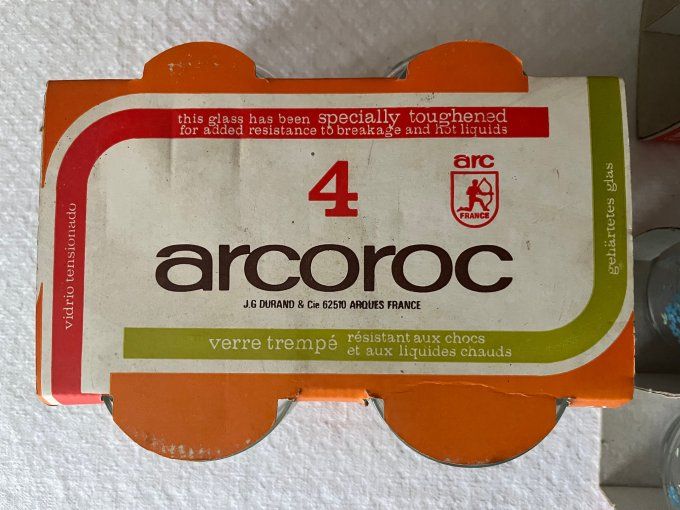 this glass has been specially toughened
for added resistance to breakage and hot liquids
4
arc
FRANCE
arcoroc
J.G DURAND & Cie 62510 ARQUES FRANCE
verre trempé résistant aux chocs
et aux liquides chauds
vidrio tensionado
gehärtetes glas